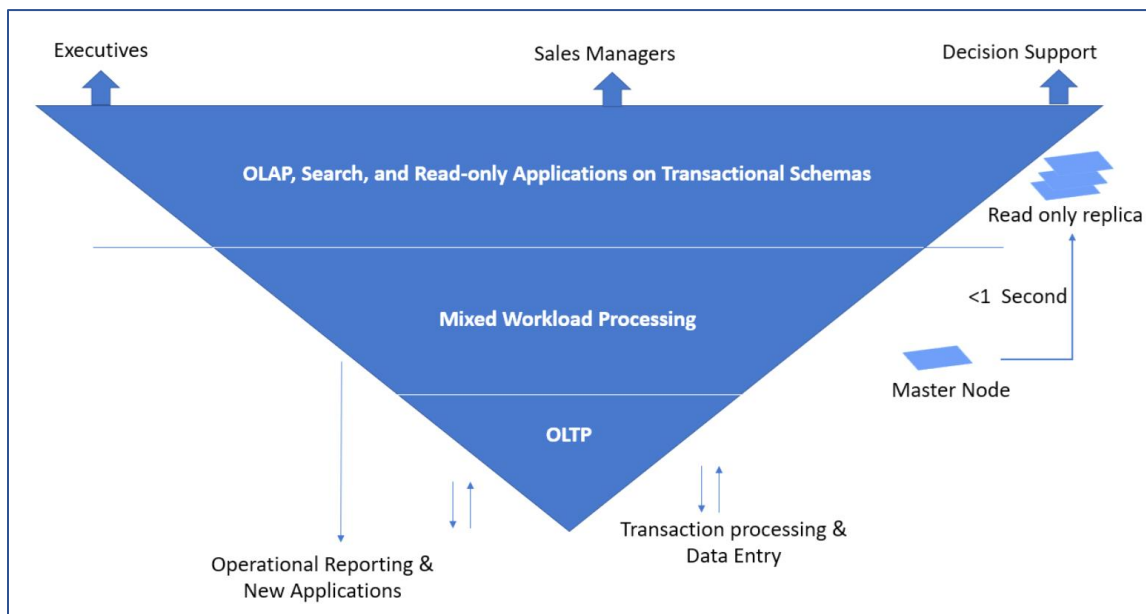 Executives
Sales Managers
Decision Support
OLAP, Search, and Read-only Applications on Transactional Schemas
Read only replica
<1  Second
Mixed Workload Processing
Master Node
OLTP
Transaction processing &
Data Entry
Operational Reporting &
New Applications